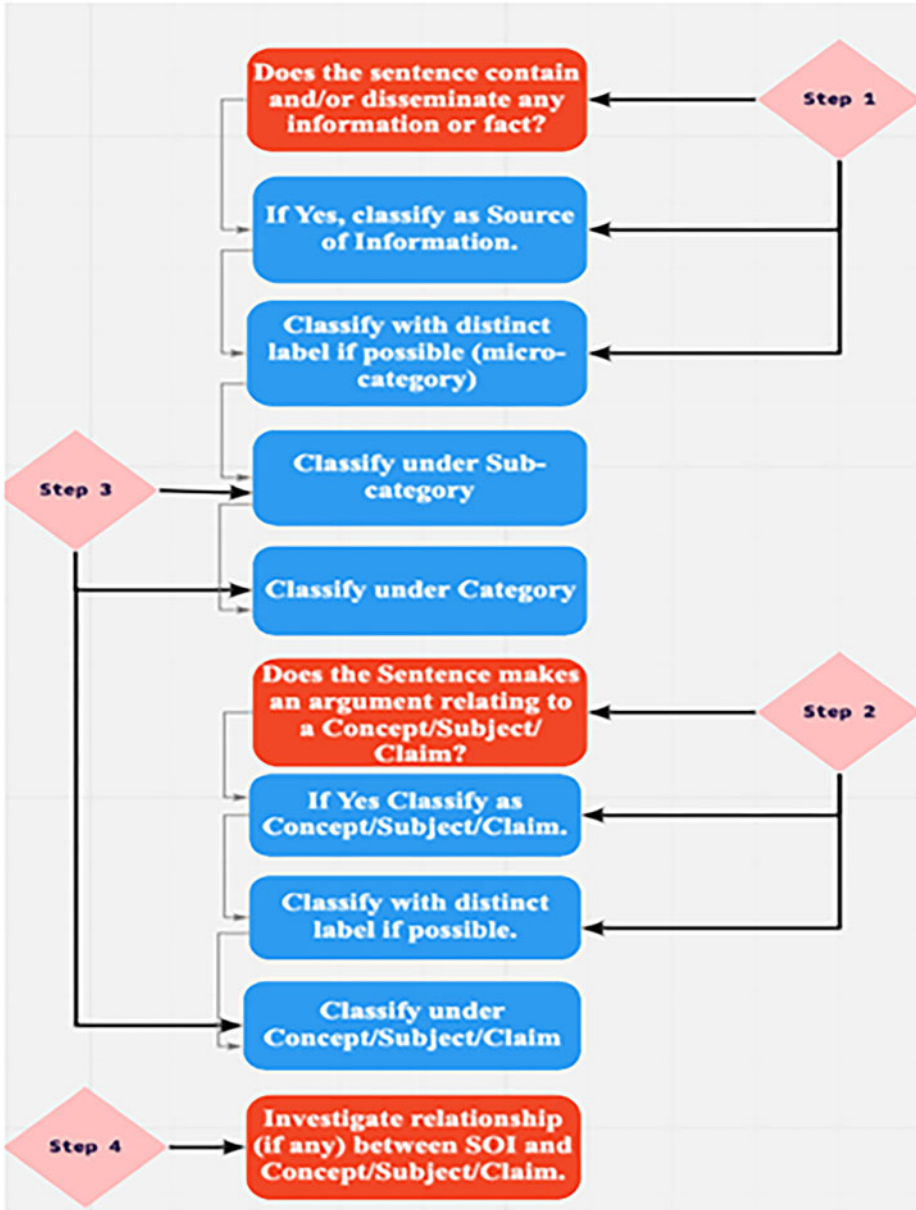 Does the sentence contain
and/or disseminate any
information or fact?
Step 1
If Yes, classify as Source
of Information.
Classify with distinct
label if possible (micro-
category)
Step 3
Classify under Sub-
category
Classify under Category
Does the Sentence makes
an argument relating to
a Concept/Subject/
Claim?
Step 2
If Yes Classify as
Concept/Subject/Claim.
Classify with distinct
label if possible.
Classify under
Concept/Subject/Claim
Step 4
Investigate relationship
(if any) between SOI and
Concept/Subject/Claim.